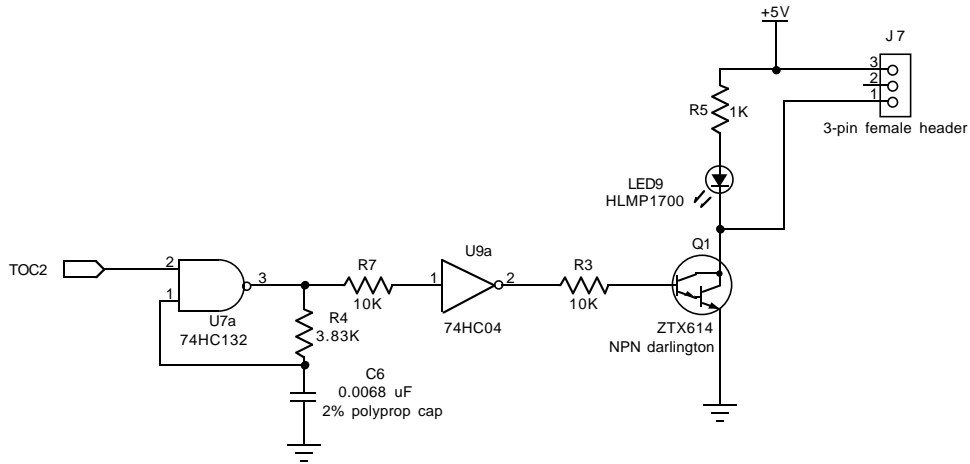 +5V
J7
3
2
1
R5
1K
3-pin female header
LED9
HLMP1700
Q1
U9a
TOC2
2
3
R7
1
2
R3
1
10K
10K
U7a
R4
74HC132
3.83K
74HC04
ZTX614
NPN darlington
C6
0.0068 uF
2% polyprop cap